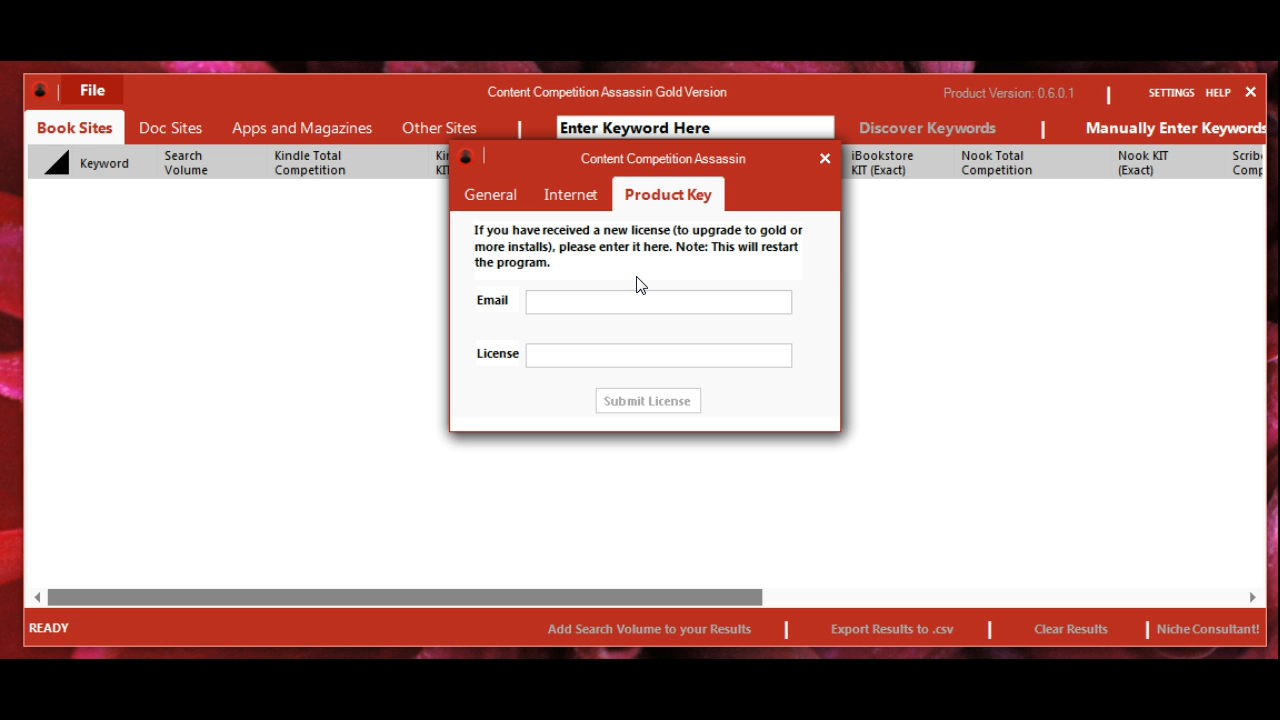 File
Content Competition Assassin Gold Version
Product Version: 0.6.0.1
SETTINGS HELP
Book Sites
Doc Sites
Apps and Magazines
Other Sites
Enter Keyword Here
Discover Keywords
Manually Enter Keywords
Keyword
Search
Volume
Kindle Total
Competition
iBookstore
KIT (Exact)
Nook Total
Competition
Nook KIT
(Exact)
Content Competition Assassin
General
Internet
Product Key
If you have received a new license (to upgrade to gold or
more installs), please enter it here. Note: This will restart
the program.
Email
License
Submit License
READY
Add Search Volume to your Results
Export Results to .csv
Clear Results
Niche Consultant!